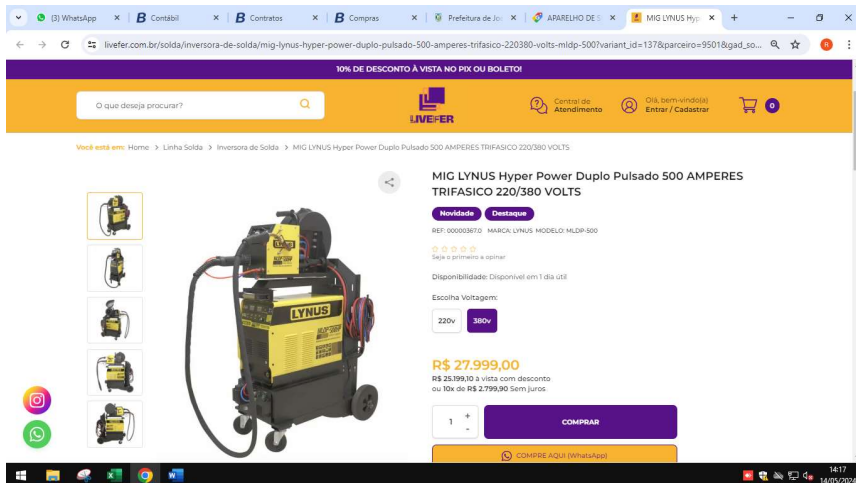 (3) WhatsApp
Contábil
Contratos
Compras
Prefeitura de Jo
APARELHO DE S
MIG LYNUS Hyp
livefer.com.br/solda/inversora-de-solda/mig-lynus-hyper-power-duplo-pulsado-500-amperes-trifasico-220380-volts-mldp-500?variant_id=137&parceiro=9501&gad_so...
R
10% DE DESCONTO À VISTA NO PIX OU BOLETO!
O que deseja procurar?
LIVEFER
Central de
Atendimento
Olá, bem-vindo(a)
Entrar / Cadastrar
0
Você está em: Home > Linha Solda > Inversora de Solda > MIG LYNUS Hyper Power Duplo Pulsado 500 AMPERES TRIFASICO 220/380 VOLTS
MIG LYNUS Hyper Power Duplo Pulsado 500 AMPERES
TRIFASICO 220/380 VOLTS
Novidade Destaque
REF: 00000367.0 MARCA: LYNUS MODELO: MLDP-500
Seja o primeiro a opinar
Disponibilidade: Disponível em 1 dia útil
Escolha Voltagem:
220v 380v
LYNUS
LYNUS
R$ 27.999,00
R$ 25.199,10 à vista com desconto
ou 10x de R$ 2.799,90 Sem juros
1 + -
COMPRAR
COMPRE AQUI (WhatsApp)
14:17
14/05/2024